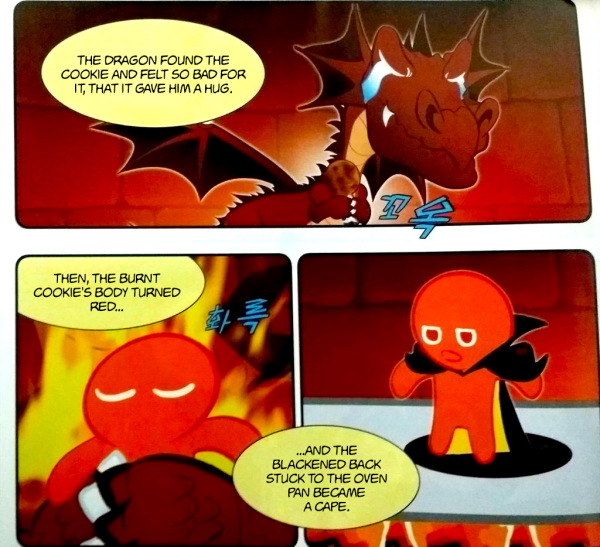 THE DRAGON FOUND THE
COOKIE AND FELT SO BAD FOR
IT, THAT IT GAVE HIM A HUG.
꼬옥
THEN, THE BURNT
COOKIE'S BODY TURNED
RED...
화륵
...AND THE
BLACKENED BACK
STUCK TO THE OVEN
PAN BECAME
A CAPE.